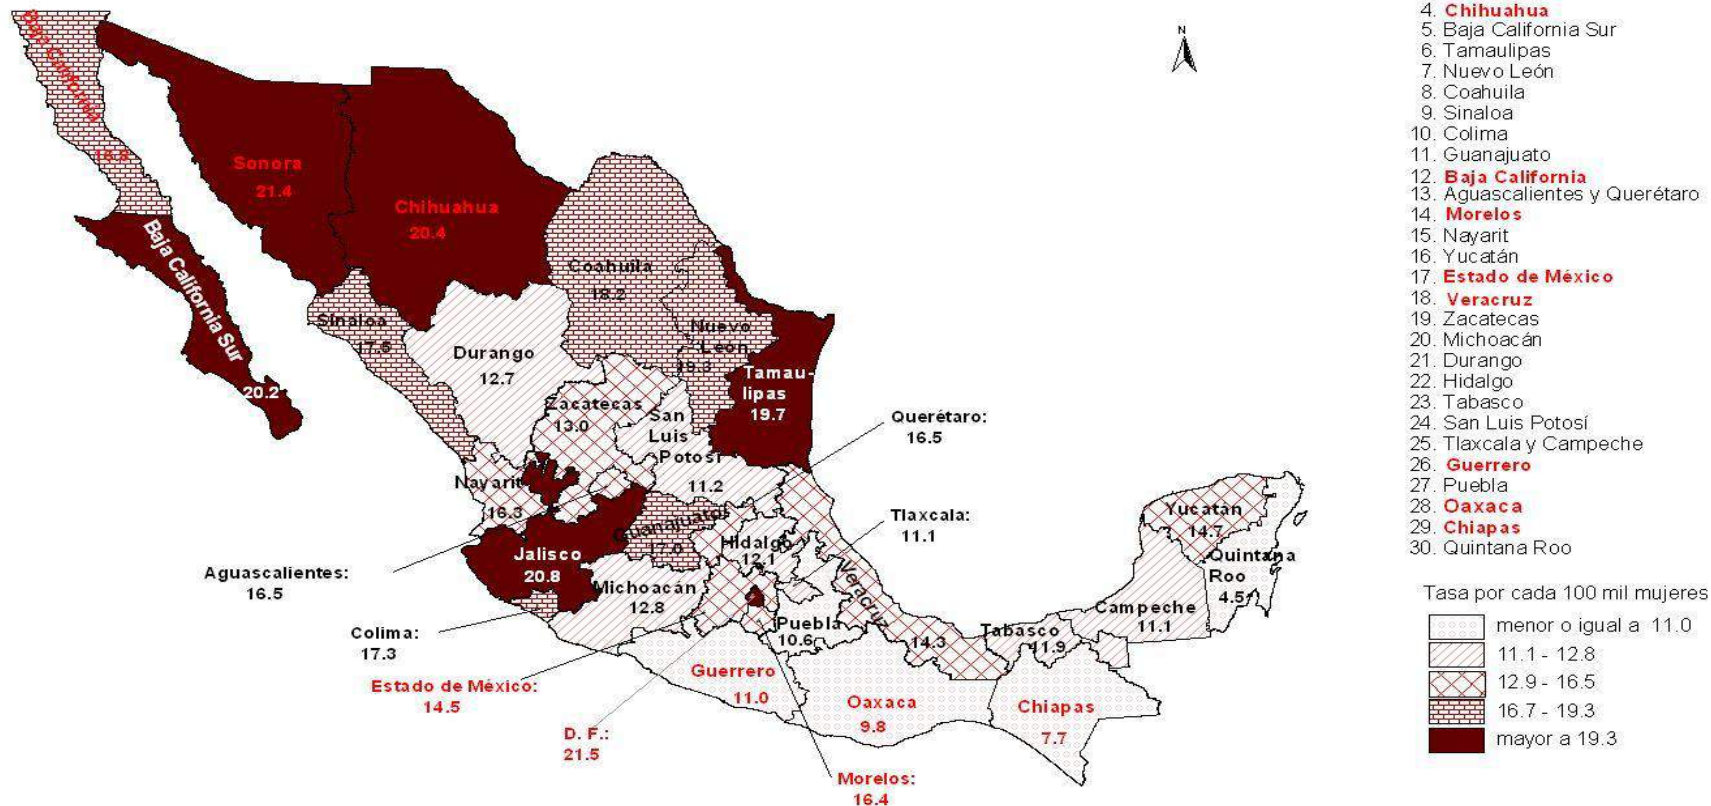 N
Baja California
Sonora
21.4
Chihuahua
20.4
Baja California Sur
20.2
Coahuila
18.2
Sinaloa
17.5
Nuevo
León
19.3
Durango
12.7
Tamau-
lipas
19.7
Zacatecas
13.0
San
Luis
Potosí
11.2
Querétaro:
16.5
Nayarit
16.3
Guanajuato
17.0
Hidalgo
12.1
Tlaxcala:
11.1
Yucatán
14.7
Quintana
Roo
4.5
Jalisco
20.8
Aguascalientes:
16.5
Michoacán
12.8
Veracruz
14.3
Campeche
11.1
Colima:
17.3
Puebla
10.6
Tabasco
11.9
Estado de México:
14.5
Guerrero
11.0
Oaxaca
9.8
Chiapas
7.7
D. F.:
21.5
Morelos:
16.4
4. Chihuahua
5. Baja California Sur
6. Tamaulipas
7. Nuevo León
8. Coahuila
9. Sinaloa
10. Colima
11. Guanajuato
12. Baja California
13. Aguascalientes y Querétaro
14. Morelos
15. Nayarit
16. Yucatán
17. Estado de México
18. Veracruz
19. Zacatecas
20. Michoacán
21. Durango
22. Hidalgo
23. Tabasco
24. San Luis Potosí
25. Tlaxcala y Campeche
26. Guerrero
27. Puebla
28. Oaxaca
29. Chiapas
30. Quintana Roo
Tasa por cada 100 mil mujeres
menor o igual a 11.0
11.1 - 12.8
12.9 - 16.5
16.7 - 19.3
mayor a 19.3